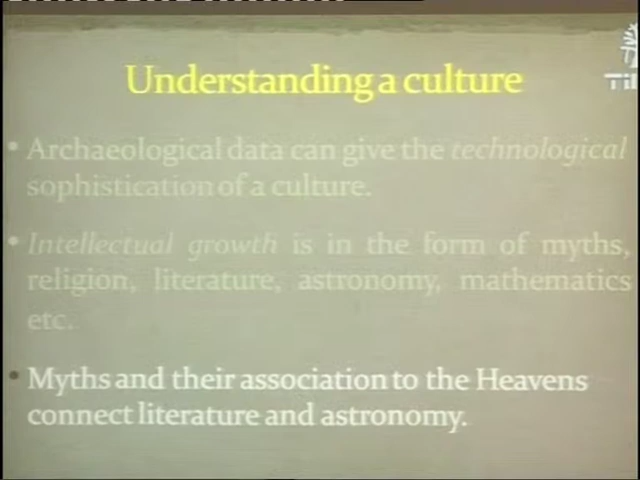 Understanding a culture
• Archaeological data can give the technological
sophistication of a culture.
• Intellectual growth is in the form of myths,
religion, literature, astronomy, mathematics
etc.
• Myths and their association to the Heavens
connect literature and astronomy.